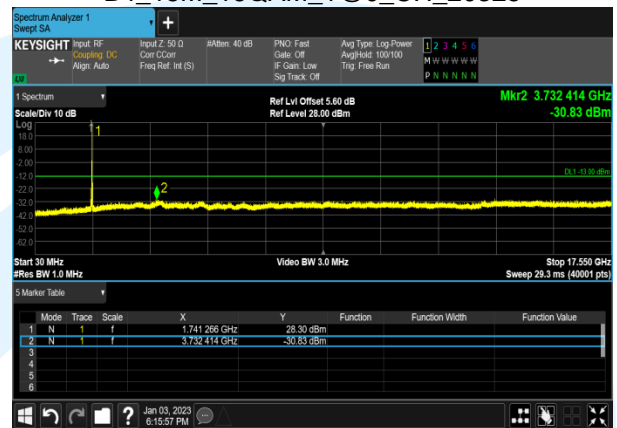 Spectrum Analyzer 1
Swept SA
KEYSIGHT
Input: RF
Coupling: DC
Align: Auto
Input Z: 50 Ω
Corr CCorr
Freq Ref: Int (S)
#Atten: 40 dB
PNO: Fast
Gate: Off
IF Gain: Low
Sig Track: Off
Avg Type: Log-Power
Avg|Hold: 100/100
Trig: Free Run
1 2 3 4 5 6
M W W W W W
P N N N N N
1 Spectrum
Scale/Div 10 dB
Ref Lvl Offset 5.60 dB
Ref Level 28.00 dBm
Mkr2 3.732 414 GHz
-30.83 dBm
Log
18.0
8.00
-2.00
-12.0
-22.0
-32.0
-42.0
-52.0
-62.0
1
2
DL1 -13.00 dBm
Start 30 MHz
#Res BW 1.0 MHz
Video BW 3.0 MHz
Stop 17.550 GHz
Sweep 29.3 ms (40001 pts)
5 Marker Table
Mode Trace Scale X Y Function Function Width Function Value
1 N 1 f 1.741 266 GHz 28.30 dBm
2 N 1 f 3.732 414 GHz -30.83 dBm
3
4
5
6
Jan 03, 2023
6:15:57 PM